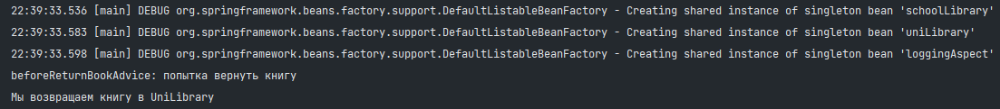 22:39:33.536 [main] DEBUG org.springframework.beans.factory.support.DefaultListableBeanFactory - Creating shared instance of singleton bean 'schoolLibrary'
22:39:33.583 [main] DEBUG org.springframework.beans.factory.support.DefaultListableBeanFactory - Creating shared instance of singleton bean 'uniLibrary'
22:39:33.598 [main] DEBUG org.springframework.beans.factory.support.DefaultListableBeanFactory - Creating shared instance of singleton bean 'loggingAspect'
beforeReturnBookAdvice: попытка вернуть книгу
Мы возвращаем книгу в UniLibrary